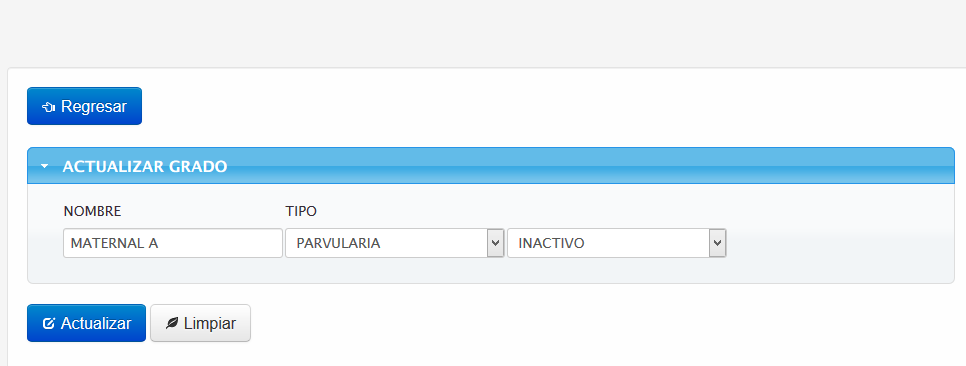 Regresar
ACTUALIZAR GRADO
NOMBRE TIPO
MATERNAL A PARVULARIA INACTIVO
Actualizar Limpiar